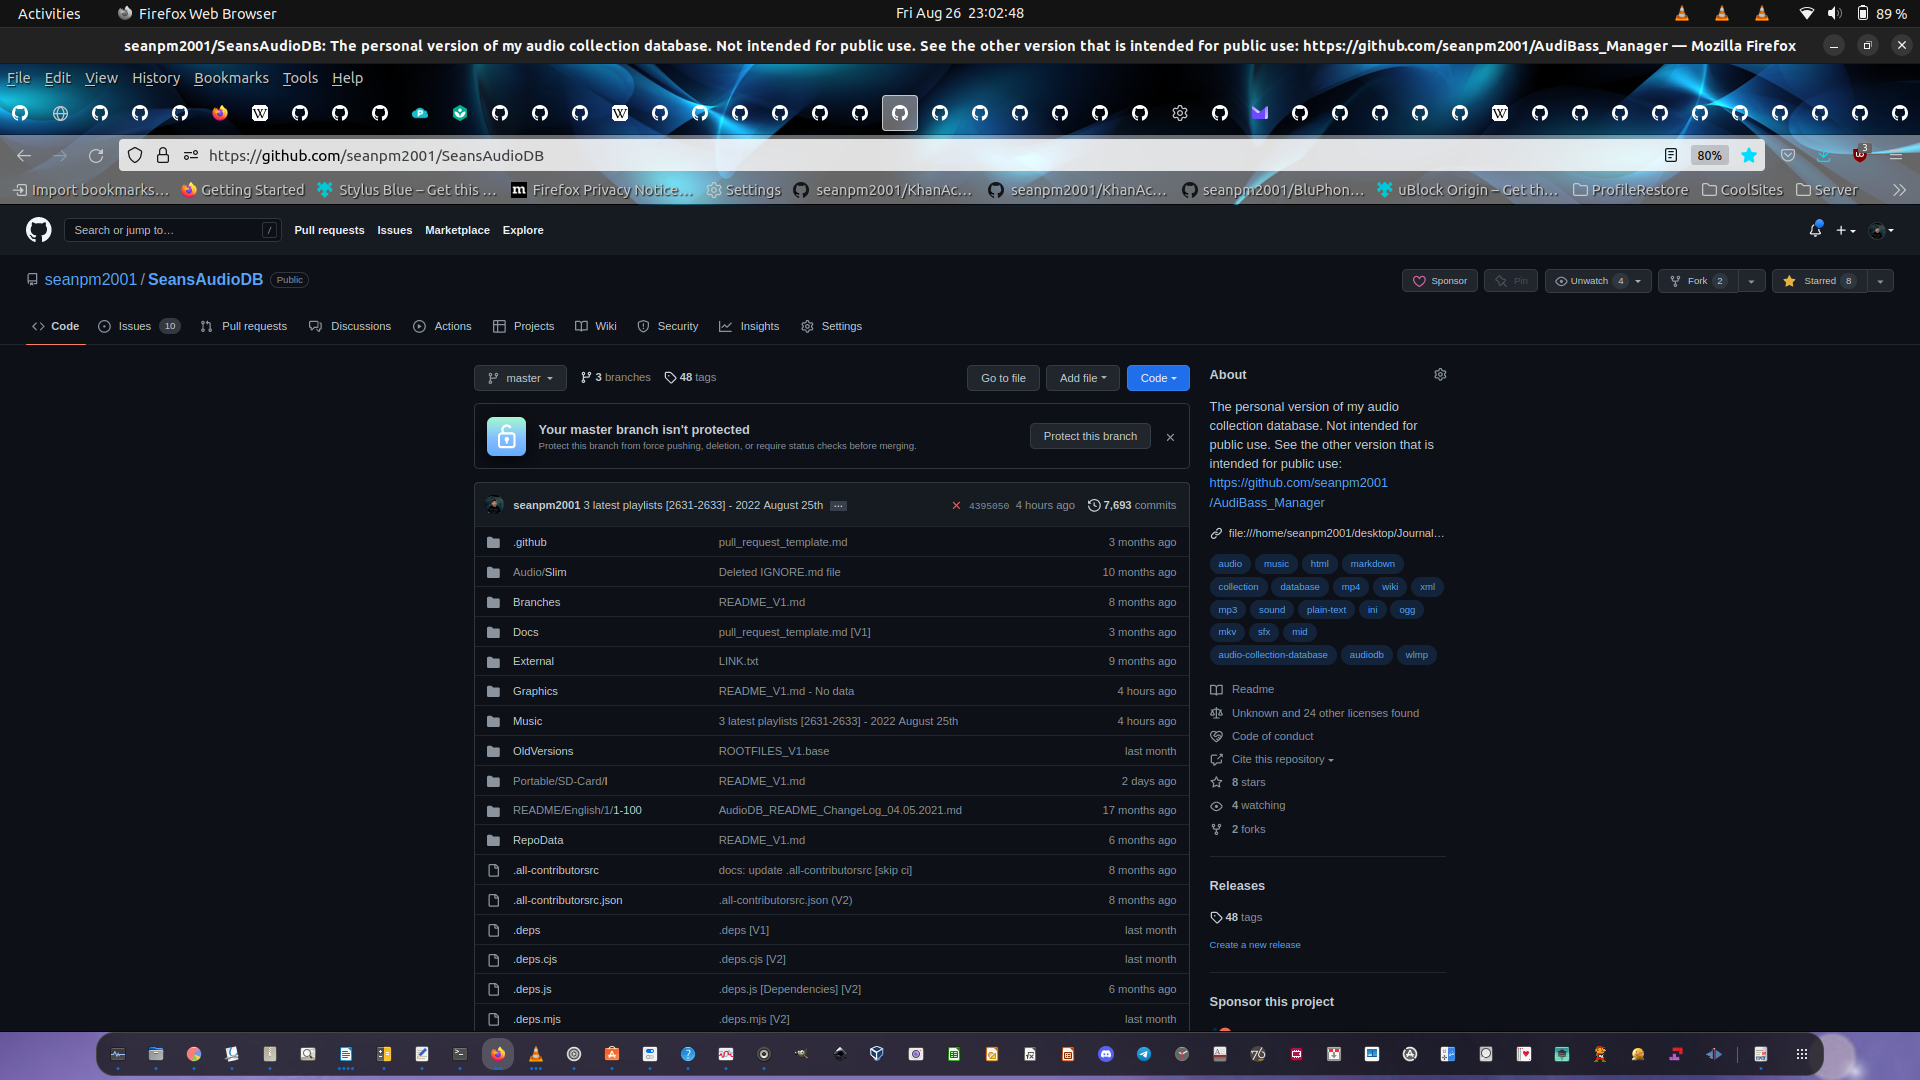 Activities
Firefox Web Browser
Fri Aug 26 23:02:48
89 %
seanpm2001/SeansAudioDB: The personal version of my audio collection database. Not intended for public use. See the other version that is intended for public use: https://github.com/seanpm2001/AudiBass_Manager — Mozilla Firefox
File Edit View History Bookmarks Tools Help
https://github.com/seanpm2001/SeansAudioDB
80%
3
Import bookmarks… Getting Started Stylus Blue – Get this … Firefox Privacy Notice… Settings seanpm2001/KhanAc… seanpm2001/KhanAc… seanpm2001/BluPhon… uBlock Origin – Get th… ProfileRestore CoolSites Server
Search or jump to… /
Pull requests Issues Marketplace Explore
seanpm2001 / SeansAudioDB Public
Sponsor Pin Unwatch 4 Fork 2 Starred 8
Code Issues 10 Pull requests Discussions Actions Projects Wiki Security Insights Settings
master 3 branches 48 tags Go to file Add file Code
Your master branch isn't protected
Protect this branch from force pushing, deletion, or require status checks before merging.
Protect this branch
seanpm2001 3 latest playlists [2631-2633] - 2022 August 25th … 4395050 4 hours ago 7,693 commits
.github pull_request_template.md 3 months ago
Audio/Slim Deleted IGNORE.md file 10 months ago
Branches README_V1.md 8 months ago
Docs pull_request_template.md [V1] 3 months ago
External LINK.txt 9 months ago
Graphics README_V1.md - No data 4 hours ago
Music 3 latest playlists [2631-2633] - 2022 August 25th 4 hours ago
OldVersions ROOTFILES_V1.base last month
Portable/SD-Card/I README_V1.md 2 days ago
README/English/1/1-100 AudioDB_README_ChangeLog_04.05.2021.md 17 months ago
RepoData README_V1.md 6 months ago
.all-contributorsrc docs: update .all-contributorsrc [skip ci] 8 months ago
.all-contributorsrc.json .all-contributorsrc.json (V2) 8 months ago
.deps .deps [V1] last month
.deps.cjs .deps.cjs [V2] last month
.deps.js .deps.js [Dependencies] [V2] 6 months ago
.deps.mjs .deps.mjs [V2] last month
About
The personal version of my audio
collection database. Not intended for
public use. See the other version that is
intended for public use:
https://github.com/seanpm2001
/AudiBass_Manager
file:///home/seanpm2001/desktop/Journal…
audio music html markdown
collection database mp4 wiki xml
mp3 sound plain-text ini ogg
mkv sfx mid
audio-collection-database audiodb wlmp
Readme
Unknown and 24 other licenses found
Code of conduct
Cite this repository
8 stars
4 watching
2 forks
Releases
48 tags
Create a new release
Sponsor this project